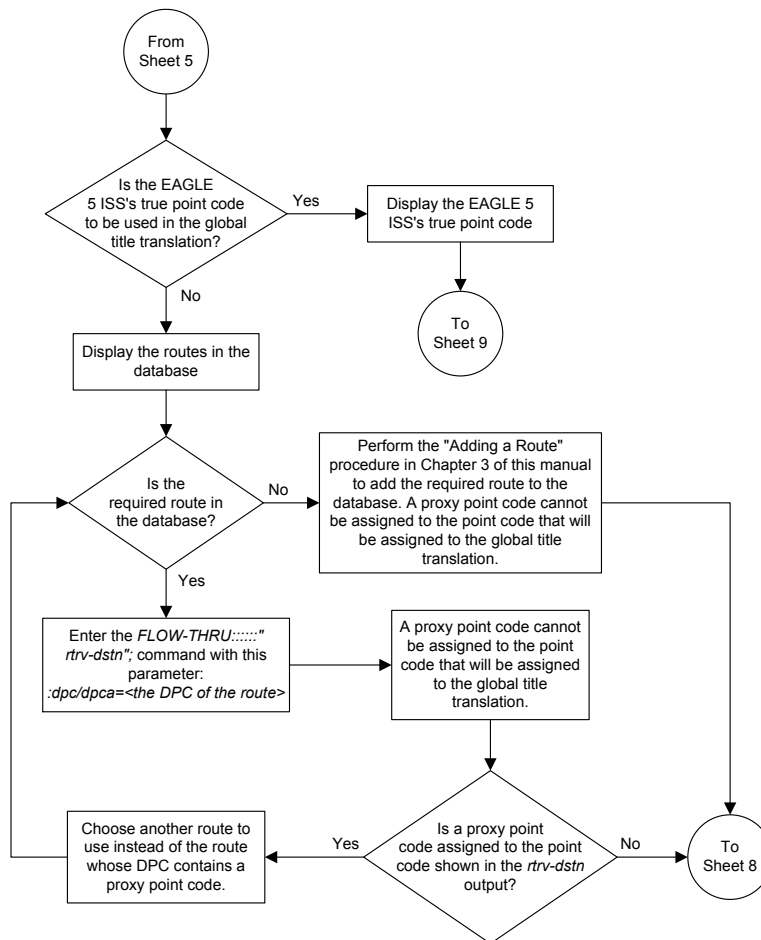 From
Sheet 5
Is the EAGLE
5 ISS's true point code
to be used in the global
title translation?
Yes
Display the EAGLE 5
ISS's true point code
No
To
Sheet 9
Display the routes in the
database
Is the
required route in
the database?
No
Perform the "Adding a Route"
procedure in Chapter 3 of this manual
to add the required route to the
database. A proxy point code cannot
be assigned to the point code that will
be assigned to the global title
translation.
Yes
Enter the FLOW-THRU::::::"
rtrv-dstn"; command with this
parameter:
:dpc/dpca=<the DPC of the route>
A proxy point code cannot
be assigned to the point
code that will be assigned
to the global title
translation.
Is a proxy point
code assigned to the point
code shown in the rtrv-dstn
output?
Yes
Choose another route to
use instead of the route
whose DPC contains a
proxy point code.
No
To
Sheet 8